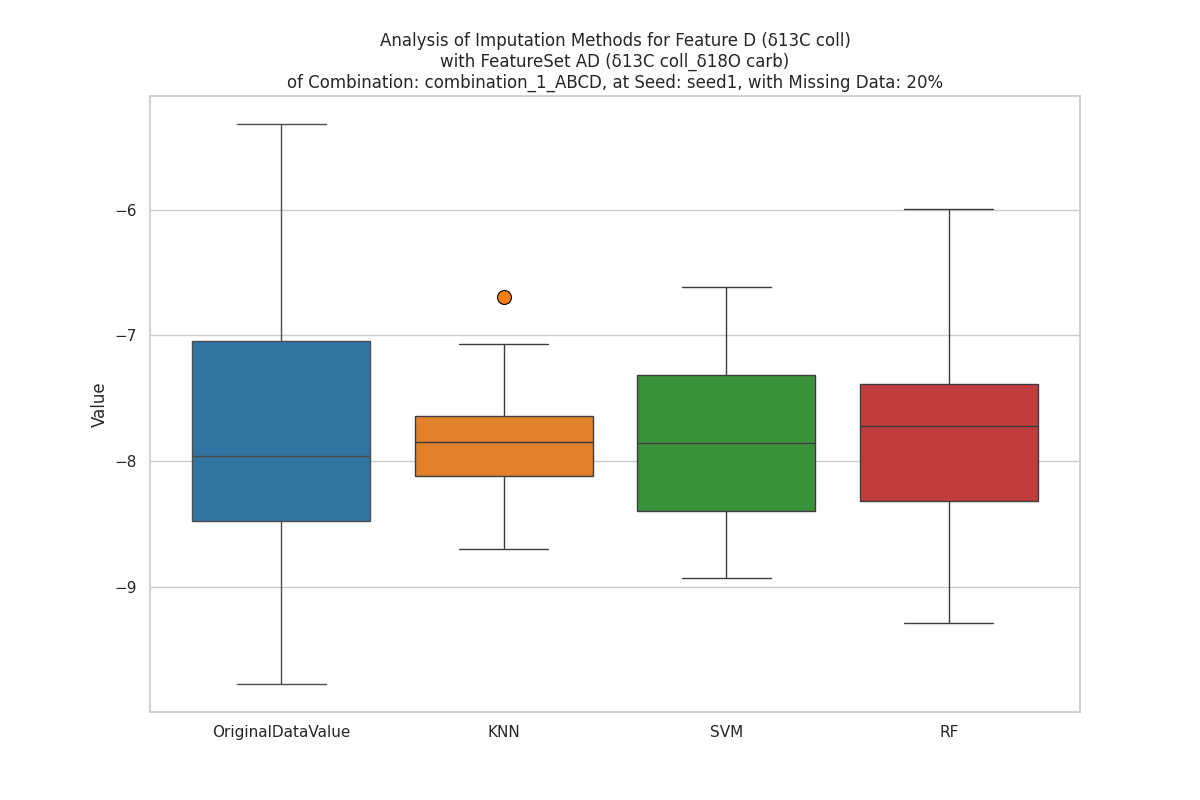 Analysis of Imputation Methods for Feature D (δ13C coll)
with FeatureSet AD (δ13C coll_δ18O carb)
of Combination: combination_1_ABCD, at Seed: seed1, with Missing Data: 20%
Value
−6
−7
−8
−9
OriginalDataValue
KNN
SVM
RF